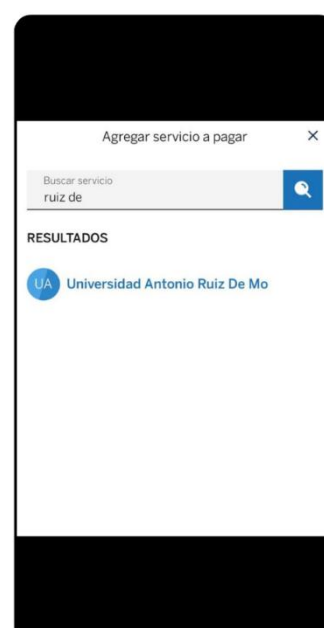 Agregar servicio a pagar
Buscar servicio
ruiz de
RESULTADOS
UA Universidad Antonio Ruiz De Mo